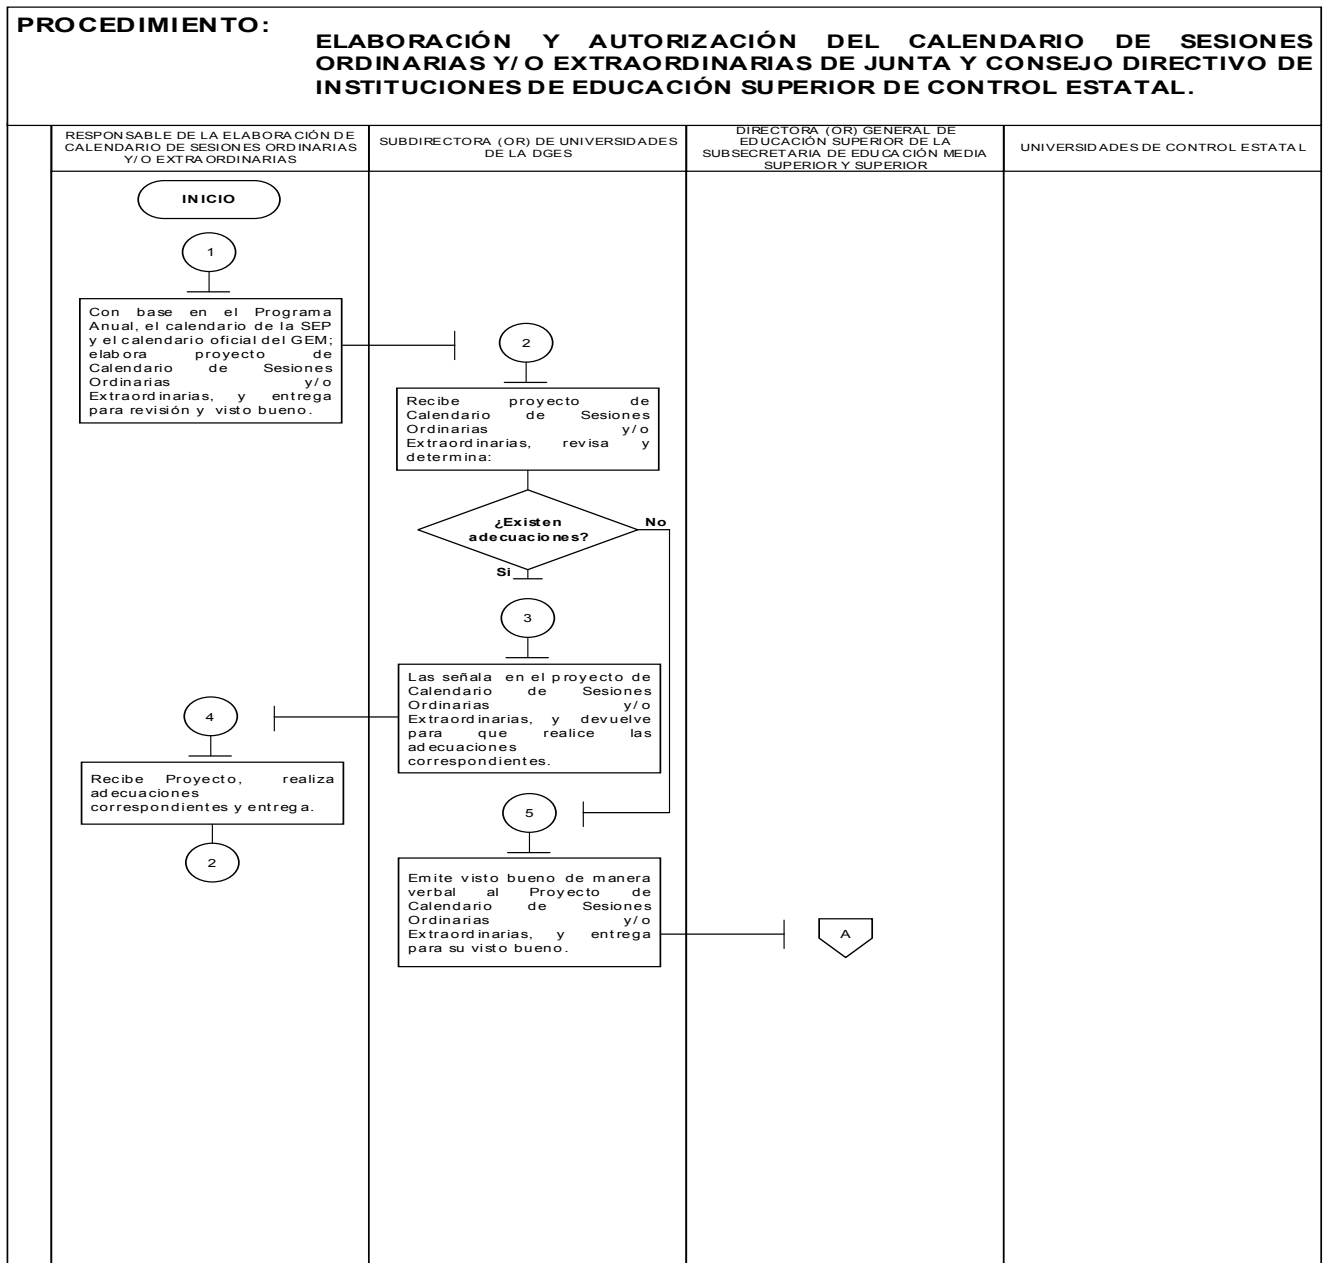 PROCEDIMIENTO:
ELABORACIÓN Y AUTORIZACIÓN DEL CALENDARIO DE SESIONES
ORDINARIAS Y/O EXTRAORDINARIAS DE JUNTA Y CONSEJO DIRECTIVO DE
INSTITUCIONES DE EDUCACIÓN SUPERIOR DE CONTROL ESTATAL.
RESPONSABLE DE LA ELABORACIÓN DE
CALENDARIO DE SESIONES ORDINARIAS
Y/O EXTRAORDINARIAS
SUBDIRECTORA (OR) DE UNIVERSIDADES
DE LA DGES
DIRECTORA (OR) GENERAL DE
EDUCACIÓN SUPERIOR DE LA
SUBSECRETARIA DE EDUCACIÓN MEDIA
SUPERIOR Y SUPERIOR
UNIVERSIDADES DE CONTROL ESTATAL
INICIO
1
Con base en el Programa
Anual, el calendario de la SEP
y el calendario oficial del GEM;
elabora proyecto de
Calendario de Sesiones
Ordinarias y/o
Extraordinarias, y entrega
para revisión y visto bueno.
2
Recibe proyecto de
Calendario de Sesiones
Ordinarias y/o
Extraordinarias, revisa y
determina:
¿Existen
adecuaciones?
No
Si
3
Las señala en el proyecto de
Calendario de Sesiones
Ordinarias y/o
Extraordinarias, y devuelve
para que realice las
adecuaciones
correspondientes.
4
Recibe Proyecto, realiza
adecuaciones
correspondientes y entrega.
2
5
Emite visto bueno de manera
verbal al Proyecto de
Calendario de Sesiones
Ordinarias y/o
Extraordinarias, y entrega
para su visto bueno.
A